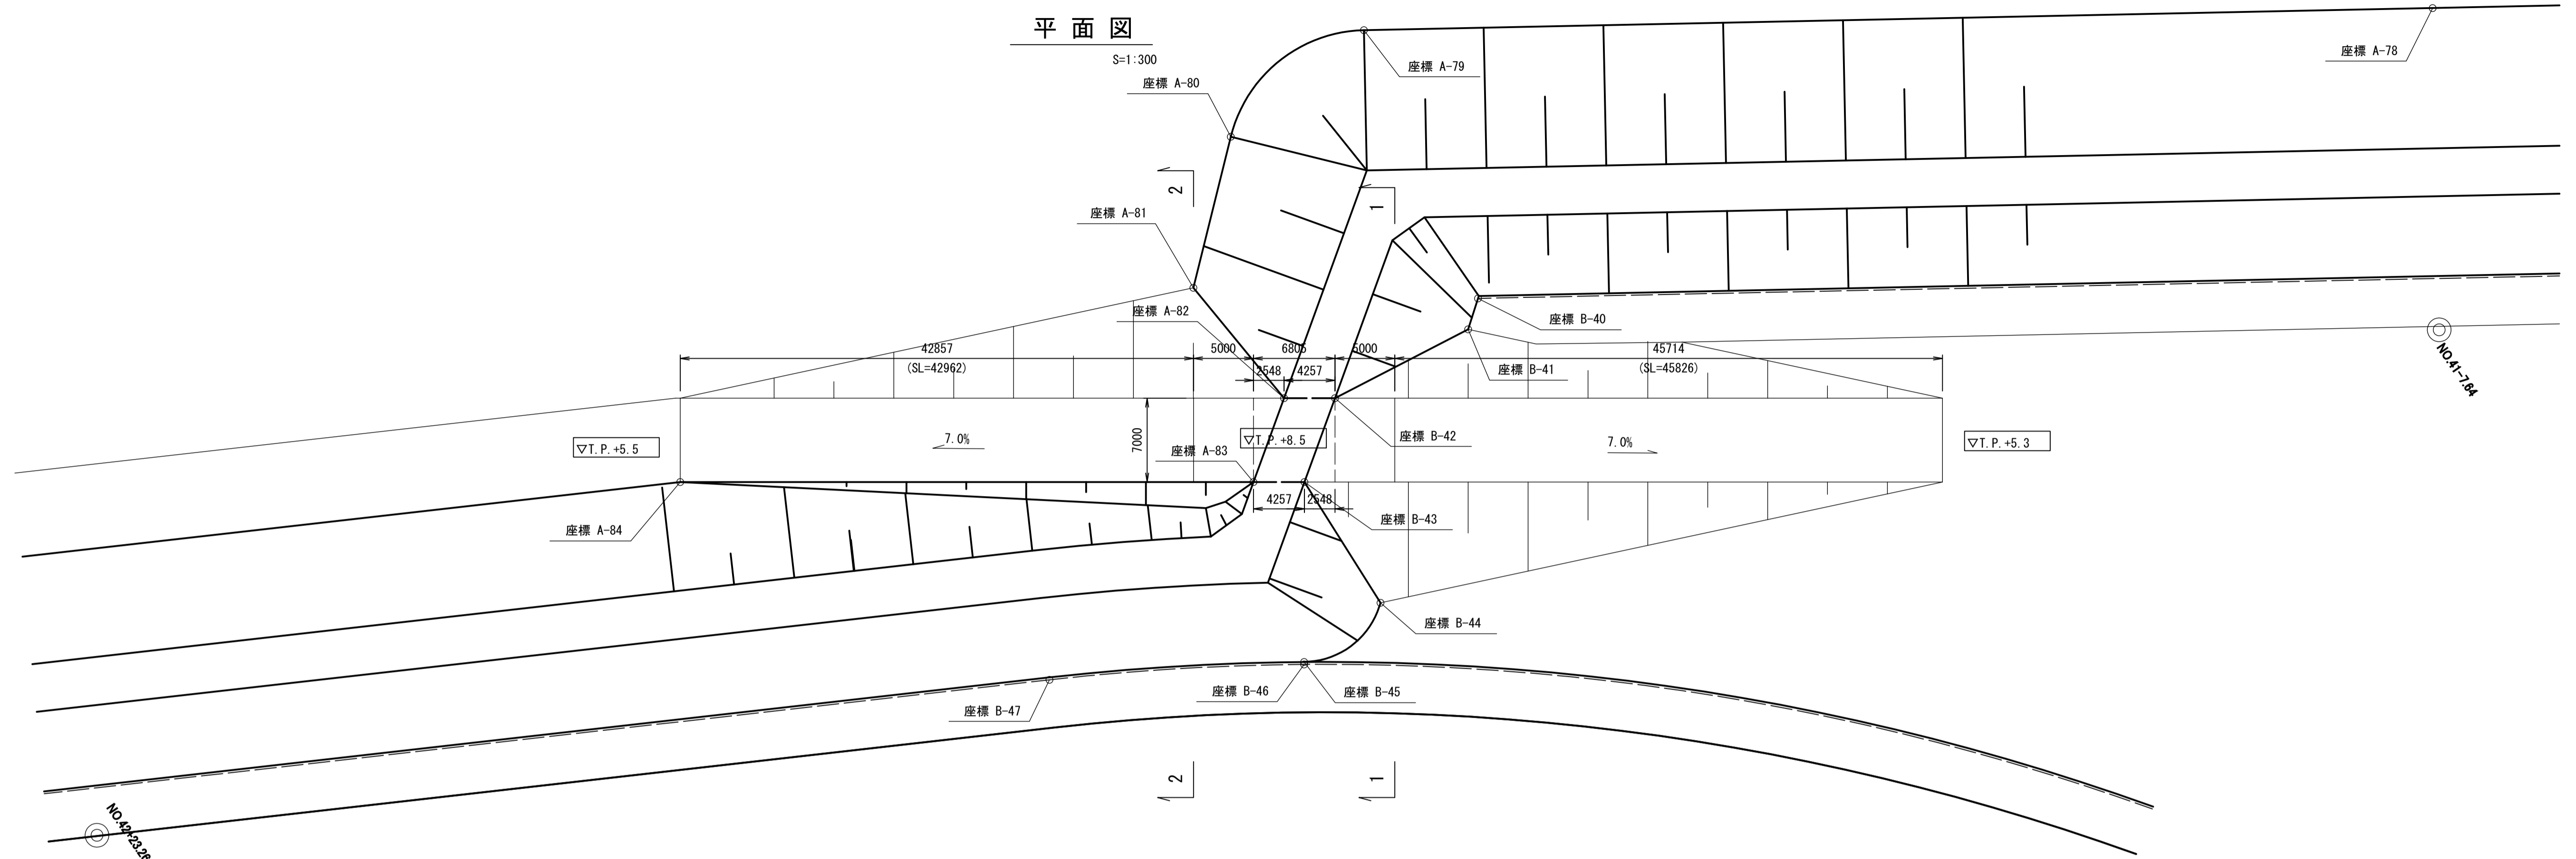 平 面 図
S=1:300
座標 A-78
座標 A-79
座標 A-80
2
1
座標 A-81
座標 A-82
座標 B-40
NO.41-7.64
42857
(SL=42962)
5000
6805
5000
45714
(SL=45826)
2548
4257
座標 B-41
7000
▽T.P.+5.5
7.0%
▽T.P.+8.5
座標 B-42
7.0%
▽T.P.+5.3
座標 A-83
4257
2548
座標 A-84
座標 B-43
座標 B-44
座標 B-46
座標 B-45
座標 B-47
2
1
NO.42+23.26